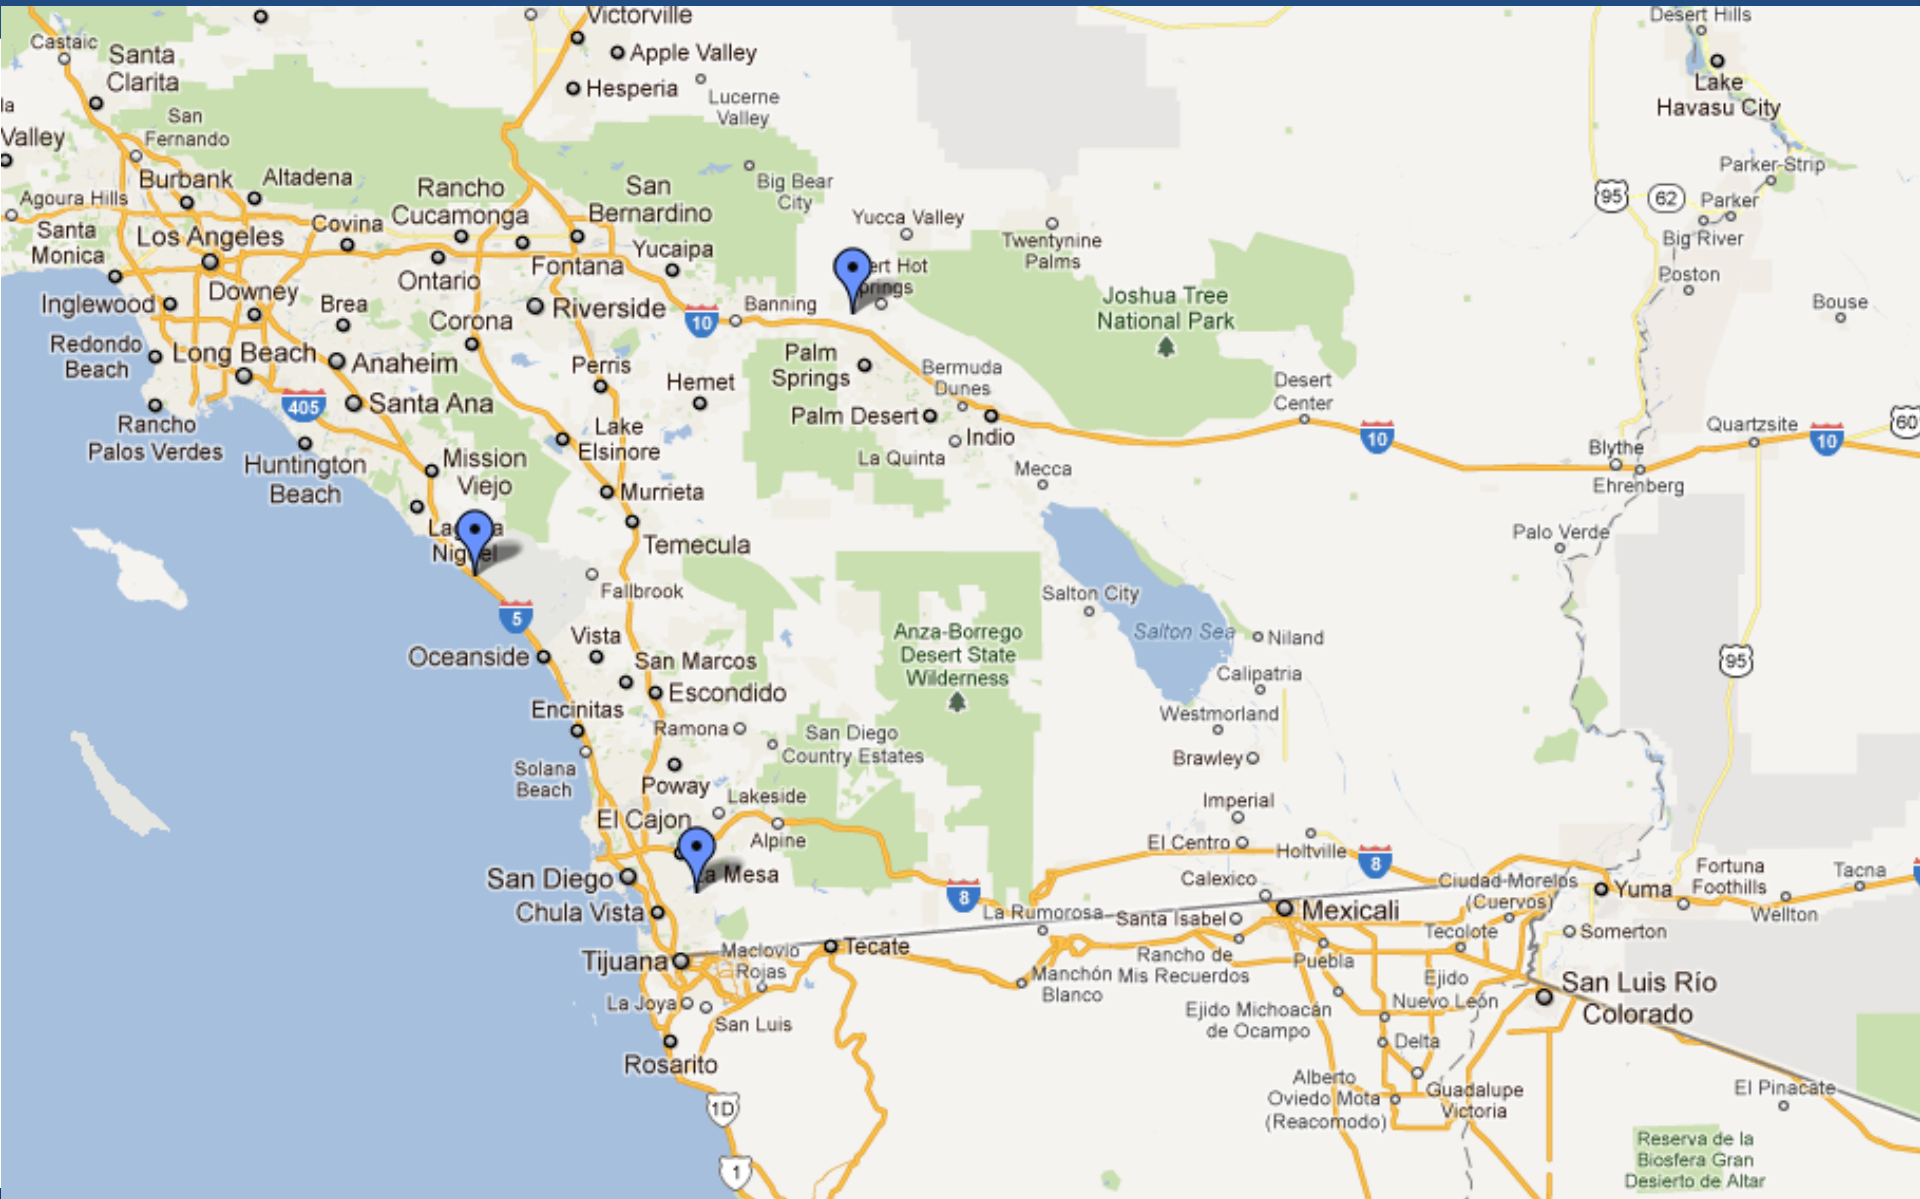 Victorville
Desert Hills
Castaic
Santa
Clarita
Apple Valley
Hesperia
Lucerne
Valley
Lake
Havasu City
la
Valley
San
Fernando
Parker Strip
Burbank
Altadena
Rancho
Cucamonga
San
Bernardino
Big Bear
City
95
62
Parker
Agoura Hills
Santa
Monica
Los Angeles
Covina
Yucca Valley
Twentynine
Palms
Big River
Yucaipa
Ontario
Fontana
ert Hot
prings
Poston
Inglewood
Downey
Brea
Riverside
10
Banning
Joshua Tree
National Park
Bouse
Corona
Redondo
Beach
Long Beach
Anaheim
Perris
Hemet
Palm
Springs
Bermuda
Dunes
Desert
Center
405
Santa Ana
Rancho
Palos Verdes
Lake
Elsinore
Palm Desert
Indio
10
Quartzsite
10
60
Huntington
Beach
Mission
Viejo
La Quinta
Mecca
Blythe
Ehrenberg
Murrieta
Palo Verde
Temecula
Fallbrook
Salton City
5
Vista
Anza-Borrego
Desert State
Wilderness
Salton Sea
Niland
Oceanside
San Marcos
Escondido
Calipatria
95
Encinitas
Ramona
San Diego
Country Estates
Westmorland
Solana
Beach
Poway
Brawley
Lakeside
Imperial
El Cajon
Alpine
El Centro
Holtville
8
San Diego
La Mesa
8
Calexico
Ciudad Morelos
(Cuervos)
Yuma
Fortuna
Foothills
Tacna
Wellton
Chula Vista
La Rumorosa
Santa Isabel
Mexicali
Tecolote
Somerton
Tijuana
Maclovio
Rojas
Tecate
Manchón
Blanco
Rancho de
Mis Recuerdos
Puebla
Ejido
Nuevo León
San Luis Río
Colorado
La Joya
San Luis
Ejido Michoacán
de Ocampo
Delta
Rosarito
Alberto
Oviedo Mota
(Reacomodo)
Guadalupe
Victoria
El Pinacate
1D
Reserva de la
Biosfera Gran
Desierto de Altar
1